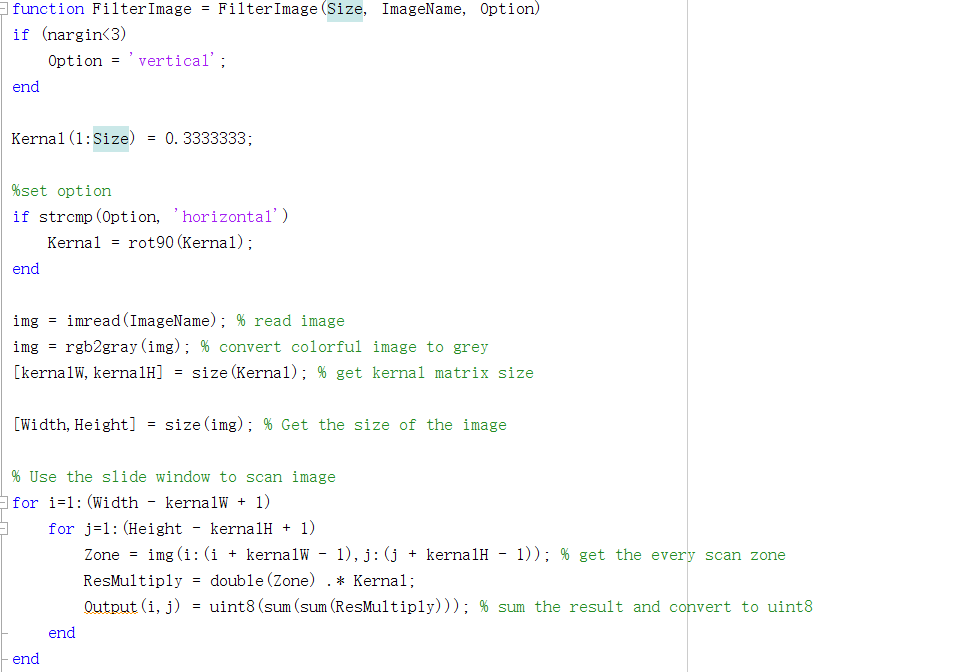 function FilterImage = FilterImage(Size, ImageName, Option)
if (nargin<3)
    Option = 'vertical';
end

Kernal(1:Size) = 0.3333333;

%set option
if strcmp(Option, 'horizontal')
    Kernal = rot90(Kernal);
end

img = imread(ImageName); % read image
img = rgb2gray(img); % convert colorful image to grey
[kernalW,kernalH] = size(Kernal); % get kernal matrix size

[Width,Height] = size(img); % Get the size of the image

% Use the slide window to scan image
for i=1:(Width - kernalW + 1)
    for j=1:(Height - kernalH + 1)
        Zone = img(i:(i + kernalW - 1),j:(j + kernalH - 1)); % get the every scan zone
        ResMultiply = double(Zone) .* Kernal;
        Output(i,j) = uint8(sum(sum(ResMultiply))); % sum the result and convert to uint8
    end
end